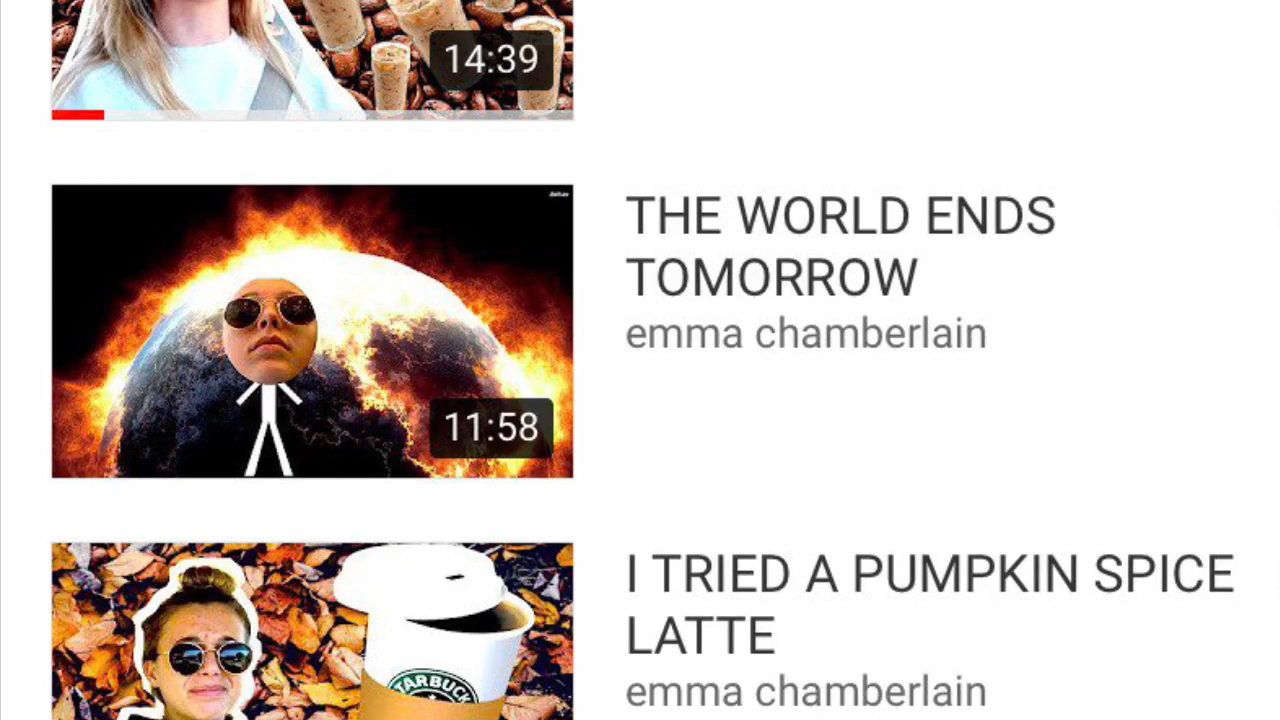 14:39
THE WORLD ENDS
TOMORROW
emma chamberlain
11:58
I TRIED A PUMPKIN SPICE
LATTE
emma chamberlain